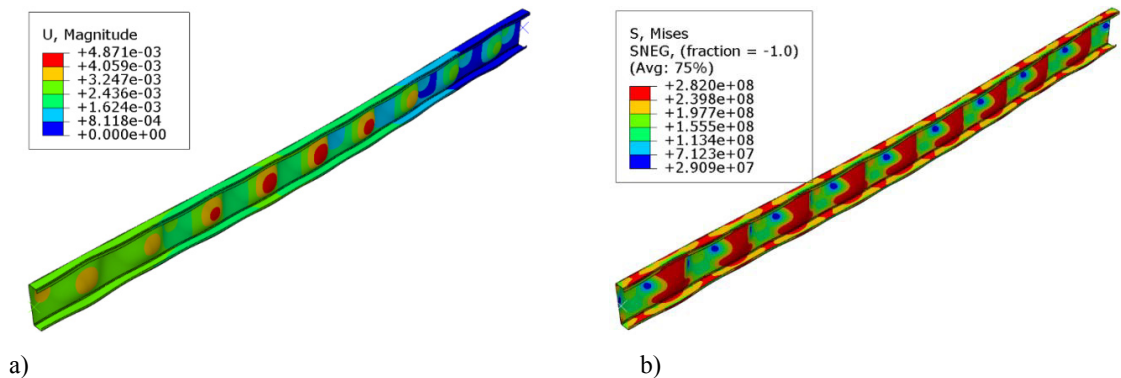 U, Magnitude
+4.871e-03
+4.059e-03
+3.247e-03
+2.436e-03
+1.624e-03
+8.118e-04
+0.000e+00
S, Mises
SNEG, (fraction = -1.0)
(Avg: 75%)
+2.820e+08
+2.398e+08
+1.977e+08
+1.555e+08
+1.134e+08
+7.123e+07
+2.909e+07
a)
b)